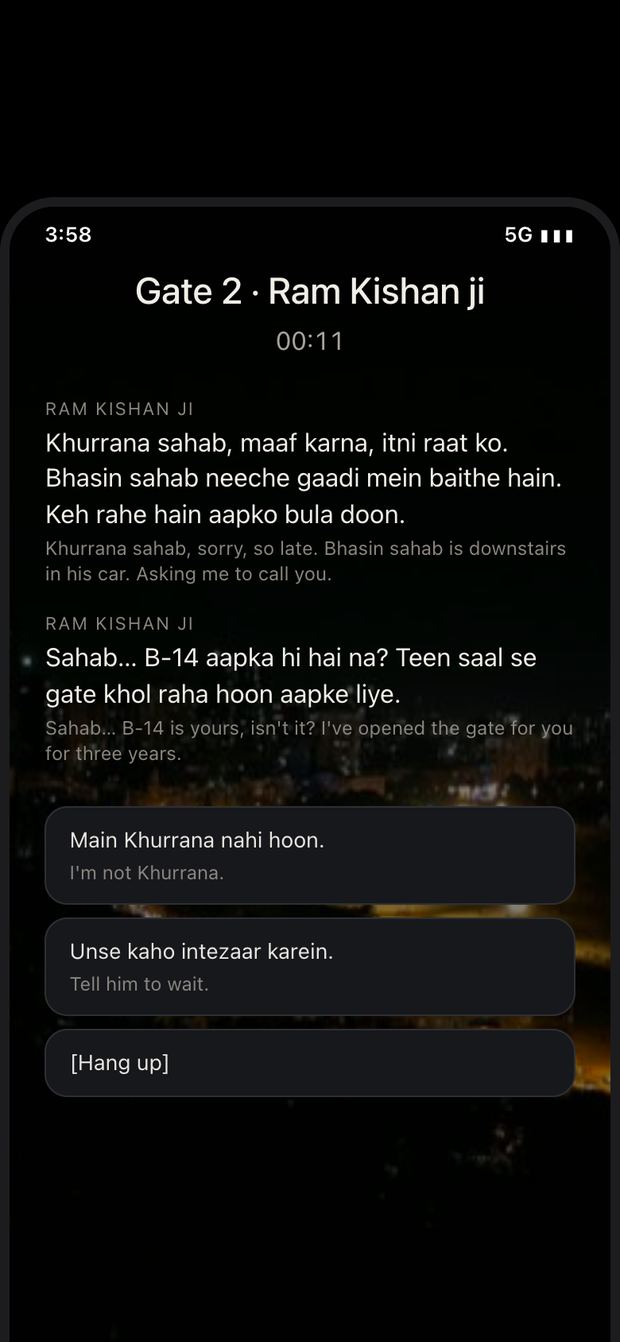 3:58
5G
Gate 2 · Ram Kishan ji
00:11
RAM KISHAN JI
Khurrana sahab, maaf karna, itni raat ko.
Bhasin sahab neeche gaadi mein baithe hain.
Keh rahe hain aapko bula doon.
Khurrana sahab, sorry, so late. Bhasin sahab is downstairs
in his car. Asking me to call you.
RAM KISHAN JI
Sahab... B-14 aapka hi hai na? Teen saal se
gate khol raha hoon aapke liye.
Sahab... B-14 is yours, isn't it? I've opened the gate for you
for three years.
Main Khurrana nahi hoon.
I'm not Khurrana.
Unse kaho intezaar karein.
Tell him to wait.
[Hang up]